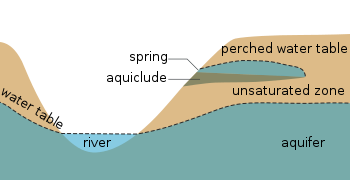 spring
perched water table
aquiclude
unsaturated zone
water table
river
aquifer